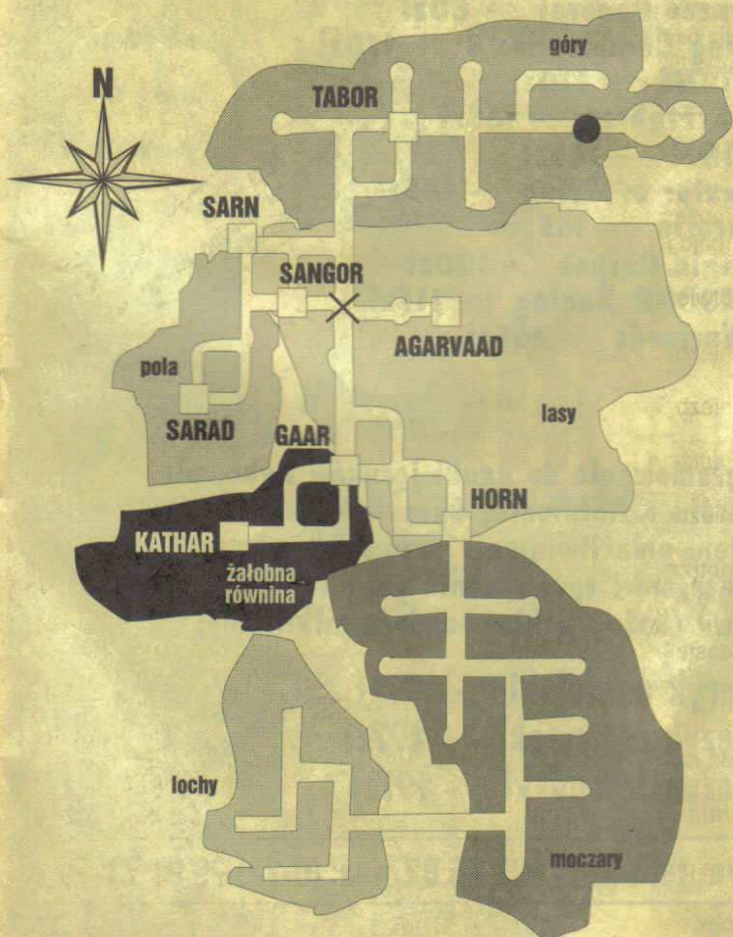 góry
N
TABOR
SARN
SANGOR
AGARVAAD
pola
lasy
SARAD
GAAR
HORN
KATHAR
żałobna
równina
lochy
moczary